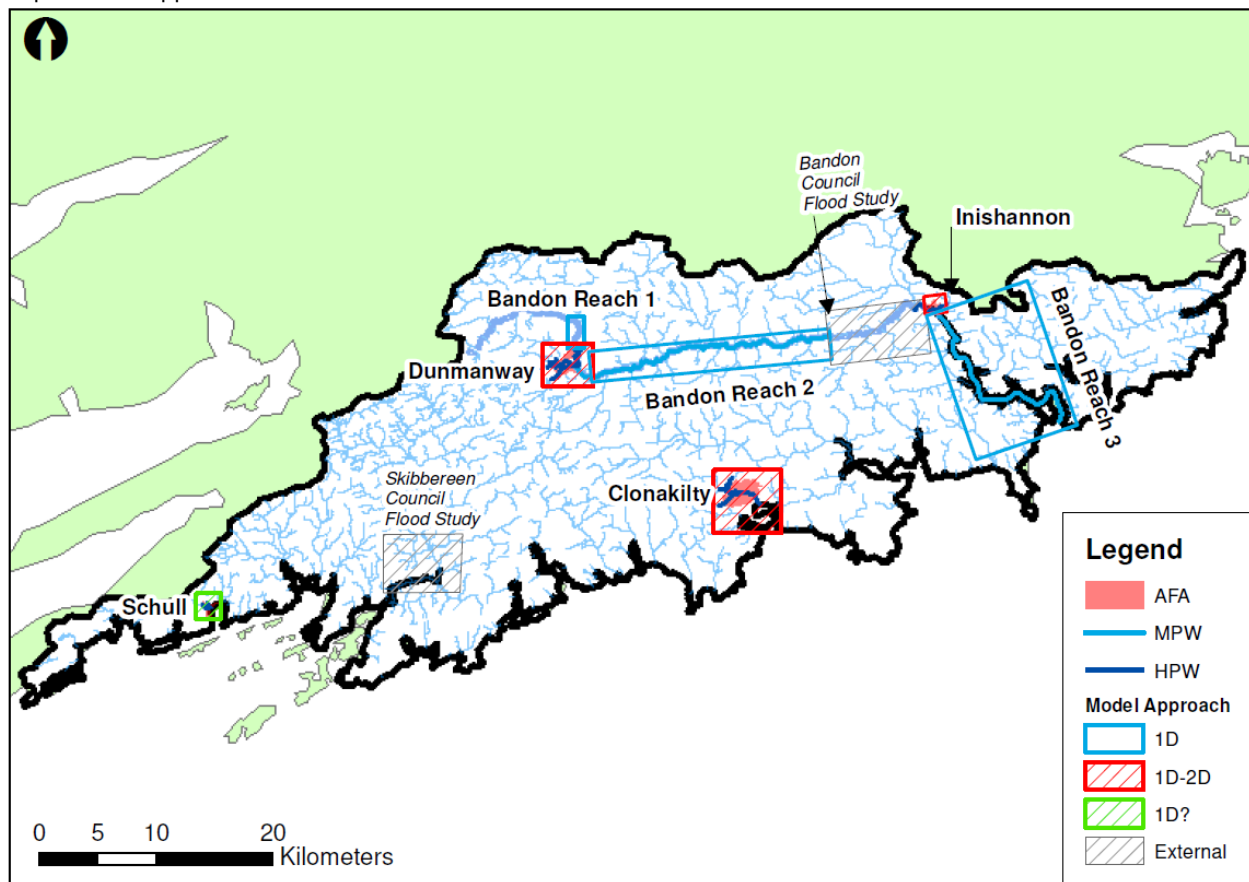 Bandon
Council
Flood Study
Inishannon
Bandon Reach 1
Dunmanway
Bandon Reach 2
Bandon Reach 3
Clonakilty
Skibbereen
Council
Flood Study
Schull
Legend
AFA
MPW
HPW
Model Approach
1D
1D-2D
1D?
External
0 5 10 20
Kilometers